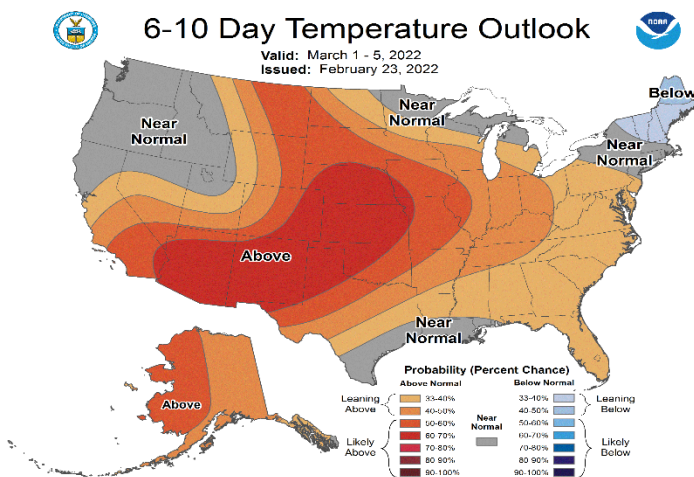 6-10 Day Temperature Outlook
Valid: March 1 - 5, 2022
Issued: February 23, 2022
NOAA
Near
Normal
Near
Normal
Below
Near
Normal
Above
Near
Normal
Above
Probability (Percent Chance)
Above Normal
Below Normal
Leaning
Above
33-40%
40-50%
Likely
Above
50-60%
60-70%
70-80%
80-90%
90-100%
Near
Normal
33-40%
40-50%
Leaning
Below
50-60%
60-70%
70-80%
80-90%
90-100%
Likely
Below